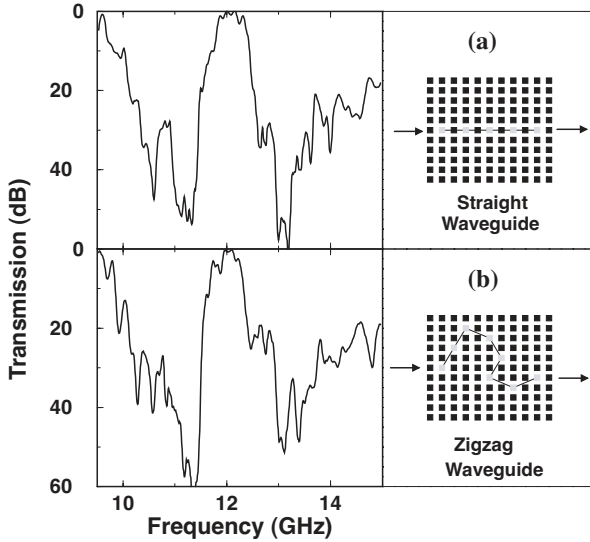 0
20
40
0
20
40
60
Transmission (dB)
10
12
14
Frequency (GHz)
(a)
Straight
Waveguide
(b)
Zigzag
Waveguide